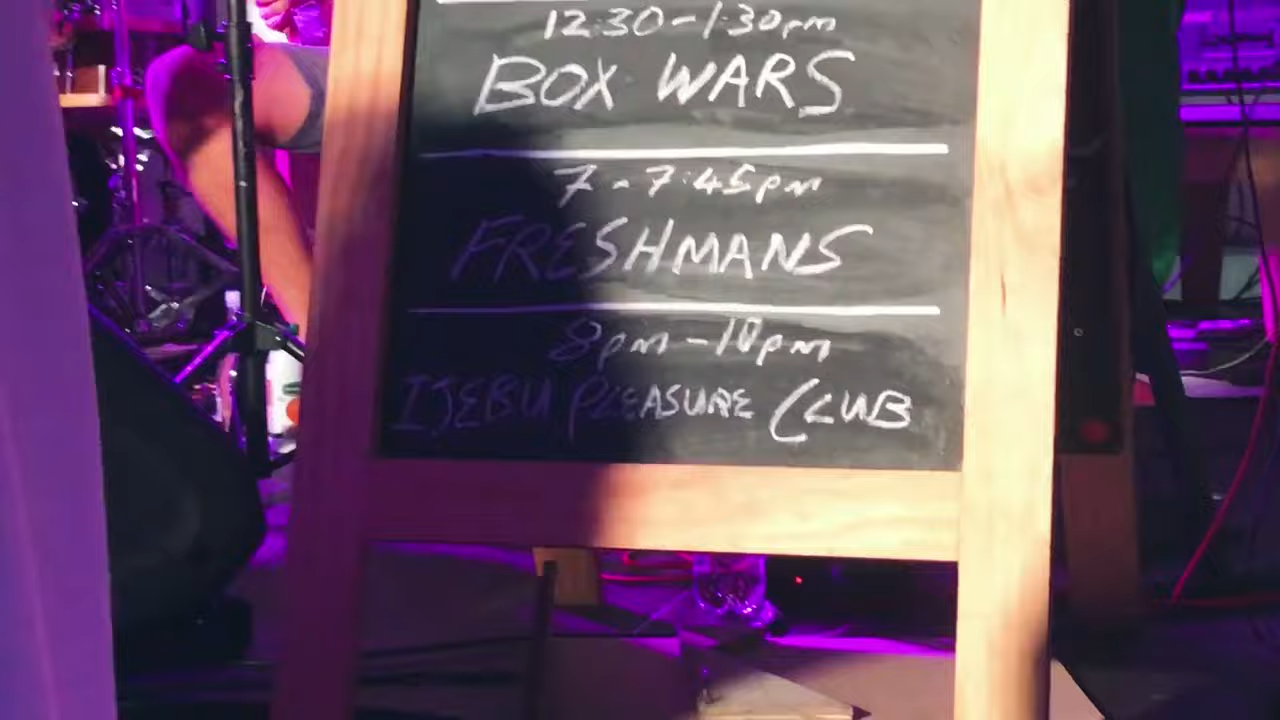 12:30-1:30pm
BOX WARS
7-7:45pm
FRESHMANS
8pm-10pm
IJEBU PLEASURE CLUB